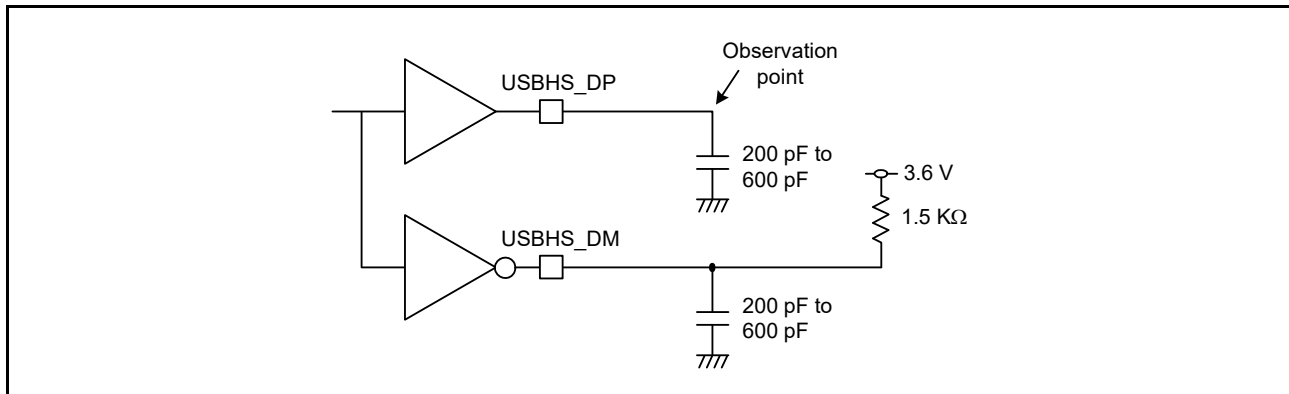 Observation
point
USBHS_DP
200 pF to
600 pF
3.6 V
1.5 KΩ
USBHS_DM
200 pF to
600 pF